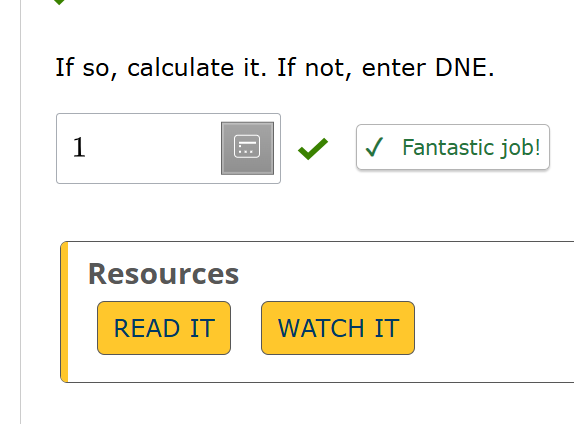 If so, calculate it. If not, enter DNE.
1
✓ Fantastic job!
Resources
READ IT WATCH IT